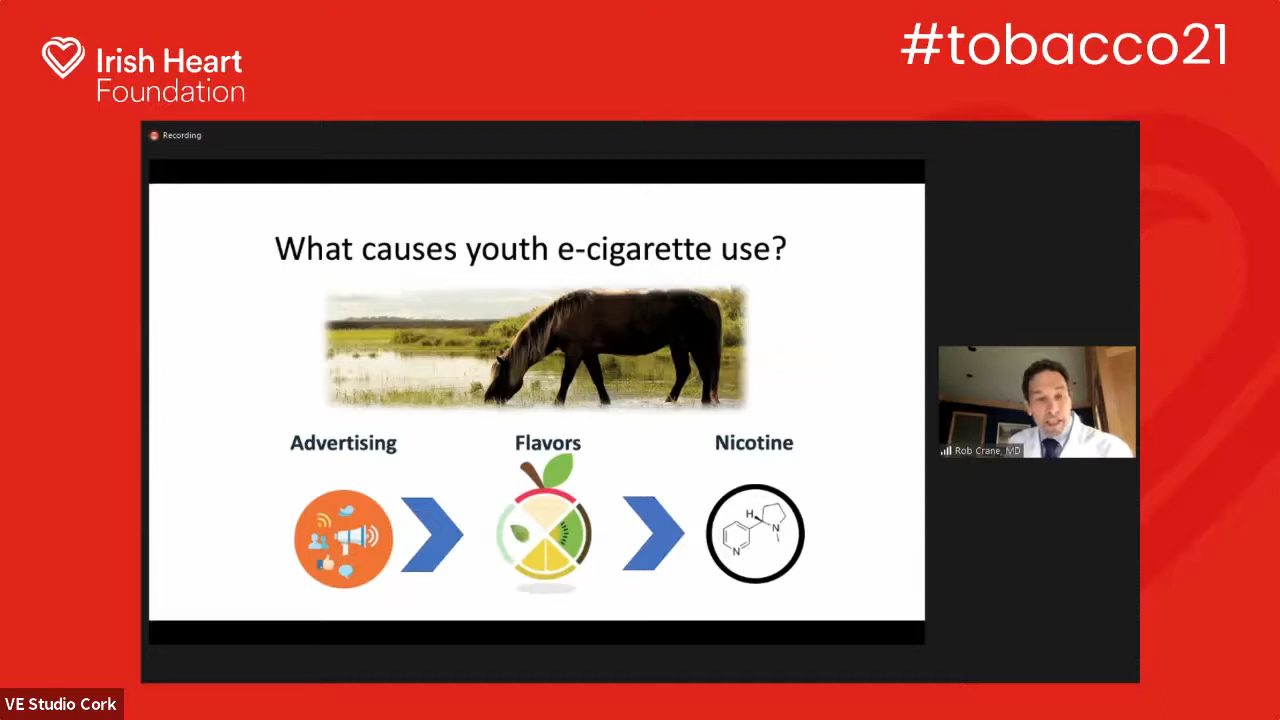 Irish Heart
Foundation
#tobacco21
Recording
What causes youth e-cigarette use?
Advertising
Flavors
Nicotine
H
N
N
Rob Crane, MD
VE Studio Cork